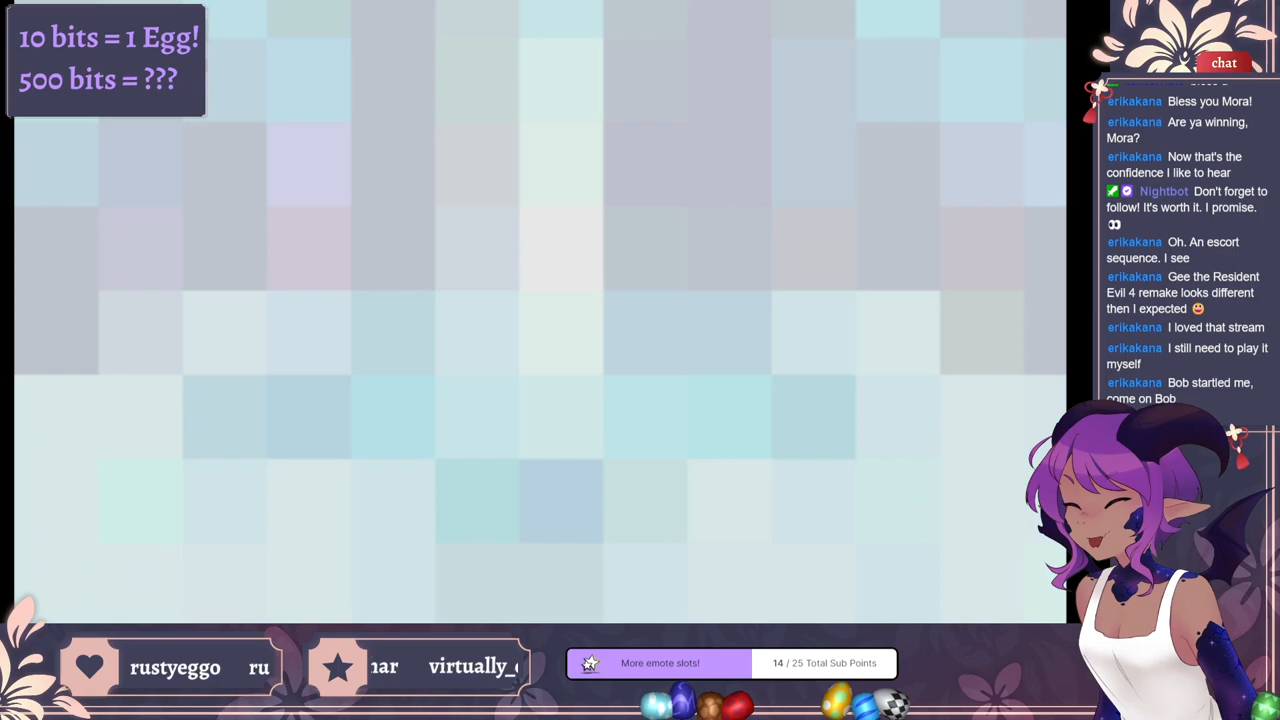 10 bits = 1 Egg!
500 bits = ???
chat
erikakana Bless you Mora!
erikakana Are ya winning,
Mora?
erikakana Now that's the
confidence I like to hear
Nightbot Don't forget to
follow! It's worth it. I promise.
erikakana Oh. An escort
sequence. I see
erikakana Gee the Resident
Evil 4 remake looks different
then I expected
erikakana I loved that stream
erikakana I still need to play it
myself
erikakana Bob startled me,
come on Bob
rustyeggo ru
har virtually_
More emote slots!
14 / 25 Total Sub Points